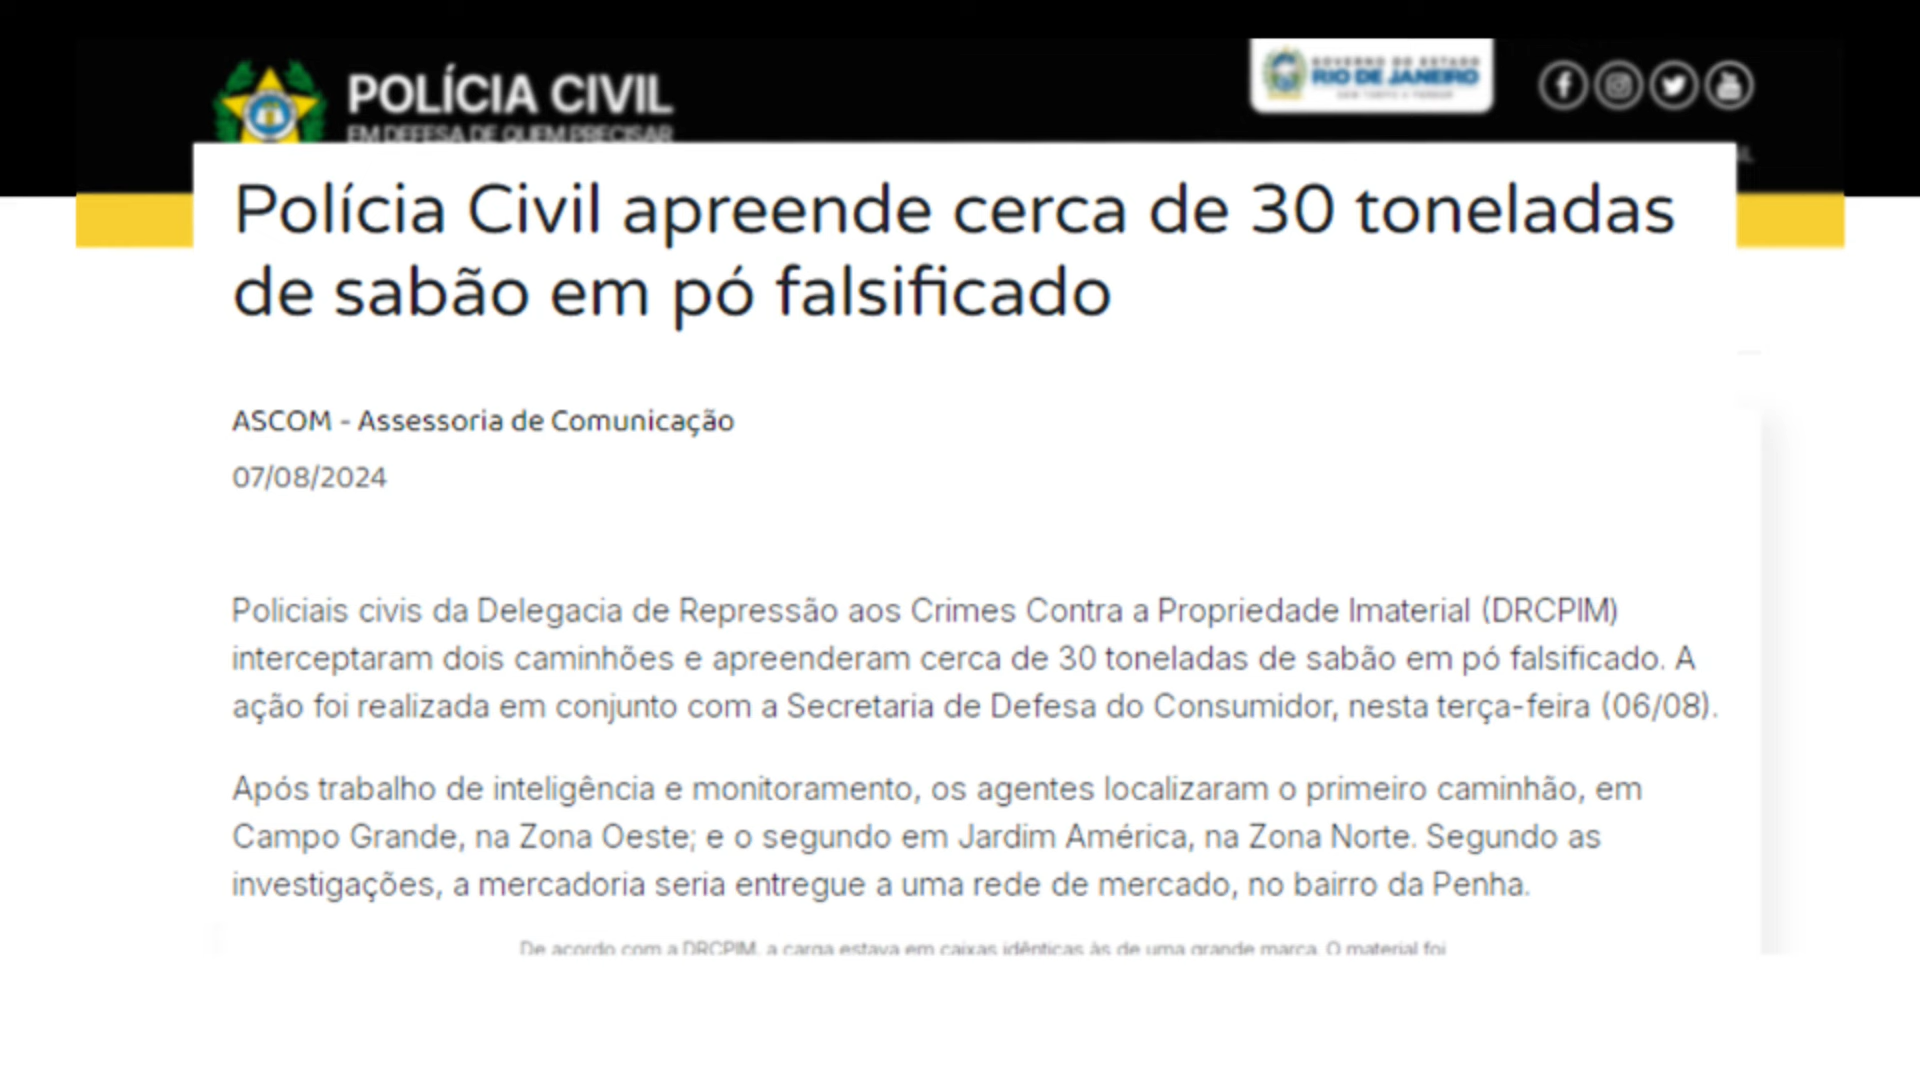 POLÍCIA CIVIL
EM DEFESA DE QUEM PRECISAR
GOVERNO DO ESTADO
RIO DE JANEIRO
Polícia Civil apreende cerca de 30 toneladas
de sabão em pó falsificado
ASCOM - Assessoria de Comunicação
07/08/2024
Policiais civis da Delegacia de Repressão aos Crimes Contra a Propriedade Imaterial (DRCPIM)
interceptaram dois caminhões e apreenderam cerca de 30 toneladas de sabão em pó falsificado. A
ação foi realizada em conjunto com a Secretaria de Defesa do Consumidor, nesta terça-feira (06/08).
Após trabalho de inteligência e monitoramento, os agentes localizaram o primeiro caminhão, em
Campo Grande, na Zona Oeste; e o segundo em Jardim América, na Zona Norte. Segundo as
investigações, a mercadoria seria entregue a uma rede de mercado, no bairro da Penha.
De acordo com a DRCPIM, a carga estava em caixas idênticas às de uma grande marca. O material foi